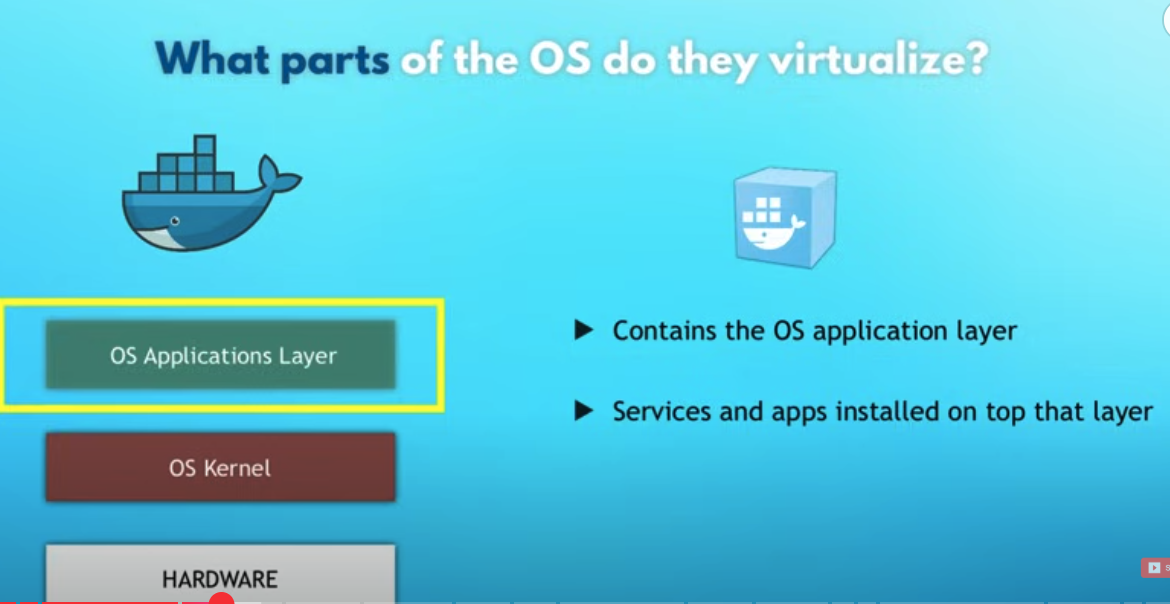 What parts of the OS do they virtualize?
OS Applications Layer
OS Kernel
HARDWARE
▶ Contains the OS application layer
▶ Services and apps installed on top that layer